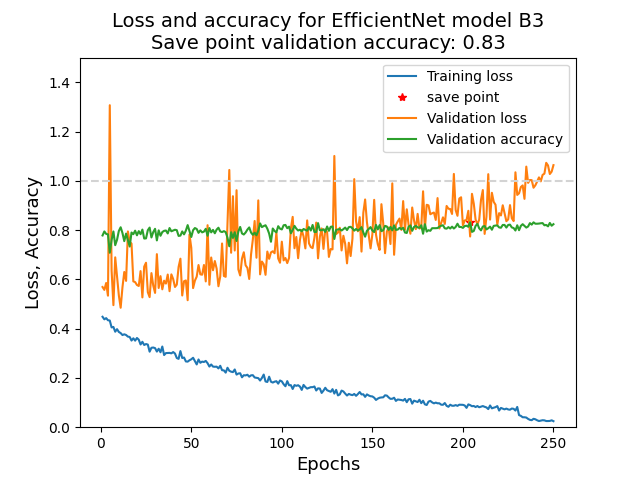 Loss and accuracy for EfficientNet model B3
Save point validation accuracy: 0.83
Training loss
save point
Validation loss
Validation accuracy
Loss, Accuracy
1.4
1.2
1.0
0.8
0.6
0.4
0.2
0.0
0 50 100 150 200 250
Epochs